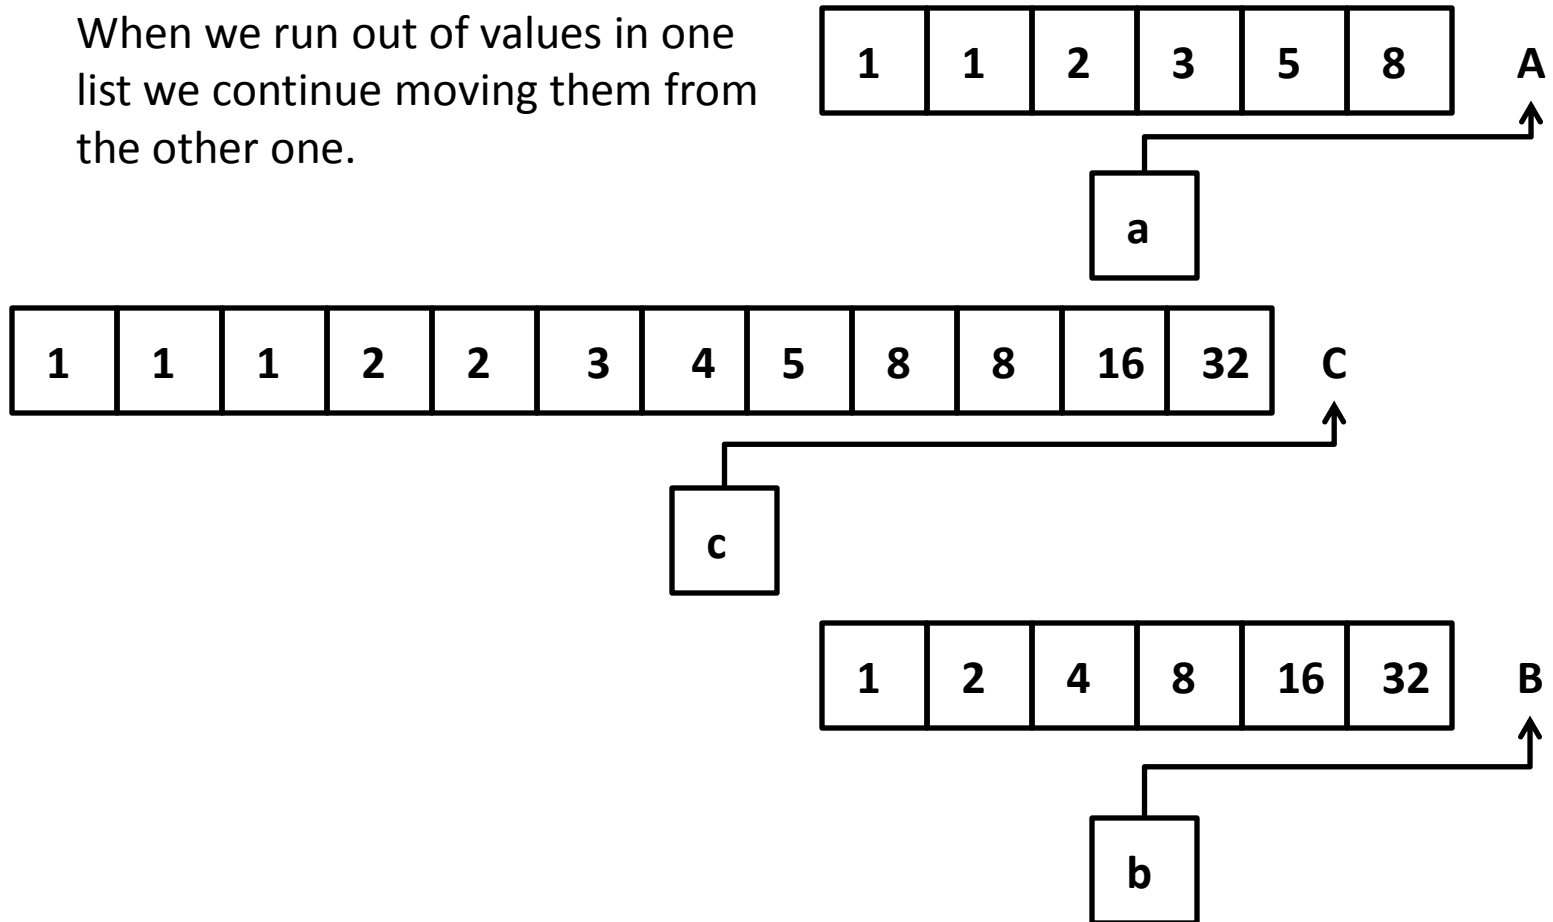 When we run out of values in one
list we continue moving them from
the other one.
1 1 2 3 5 8 A
a
1 1 1 2 2 3 4 5 8 8 16 32 C
c
1 2 4 8 16 32 B
b